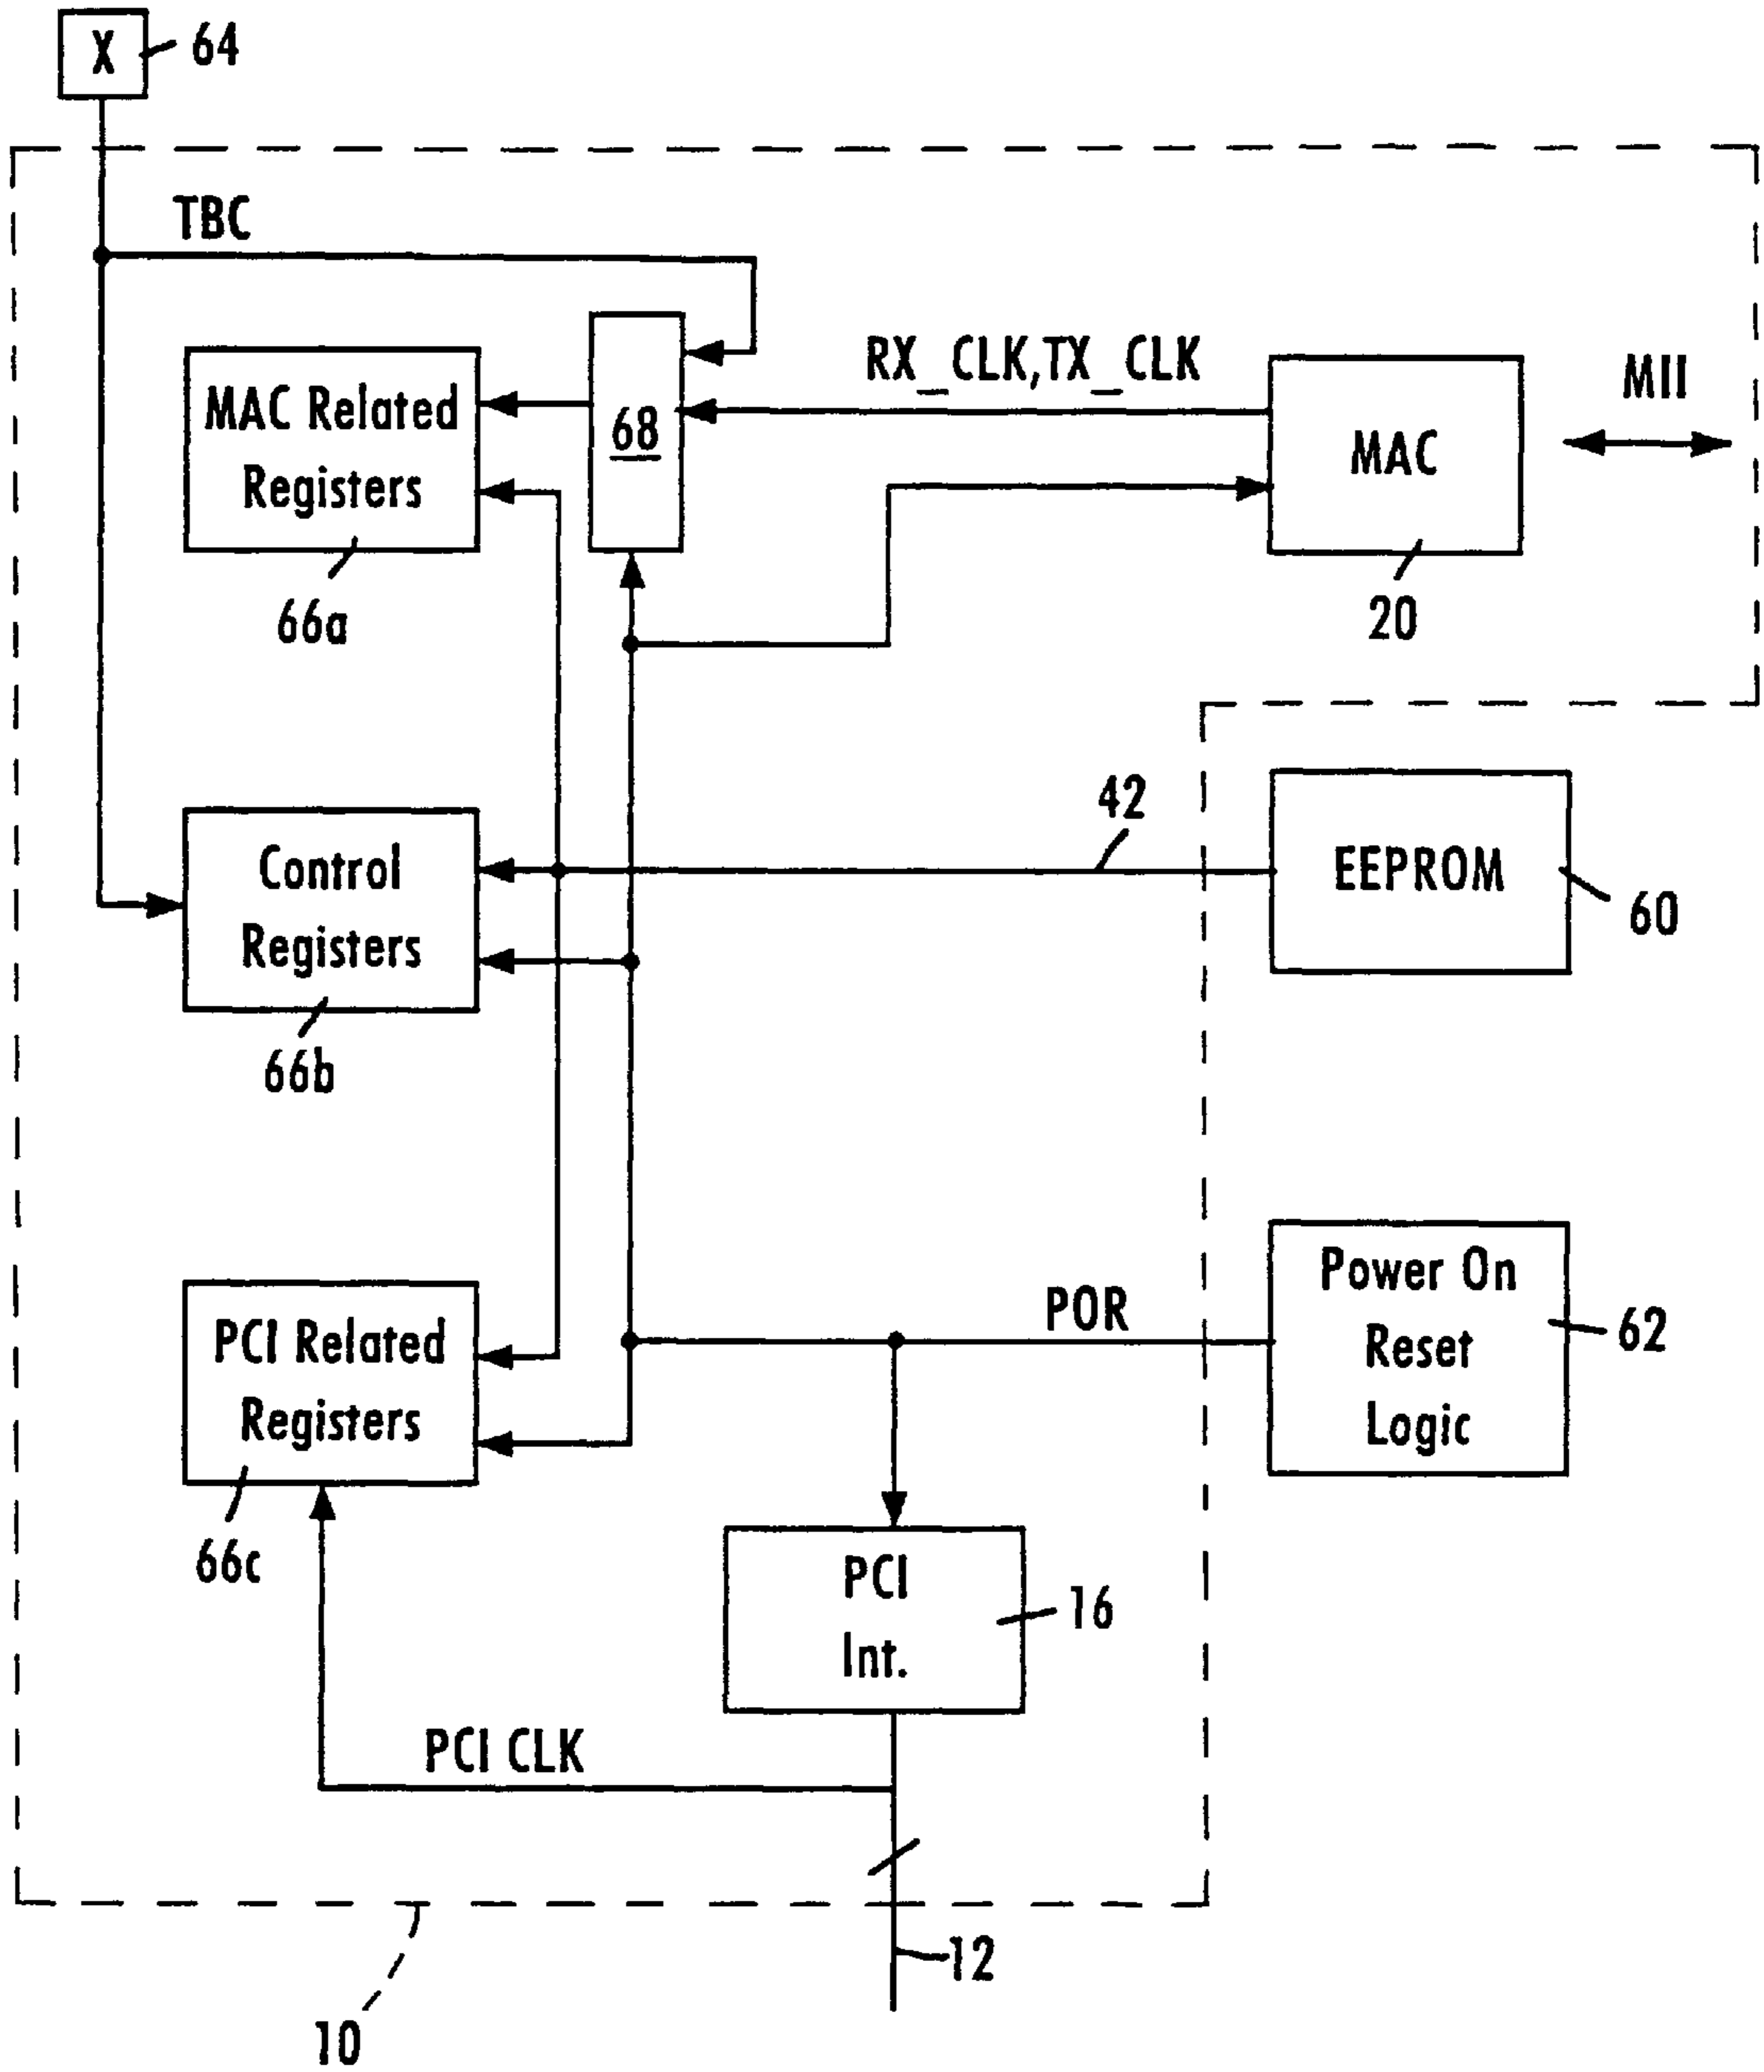 X
64
TBC
RX_CLK,TX_CLK
MII
MAC Related
Registers
68
MAC
66a
20
42
Control
Registers
EEPROM
60
66b
POR
Power On
Reset
Logic
62
PCI Related
Registers
66c
PCI
Int.
16
PCI CLK
12
10